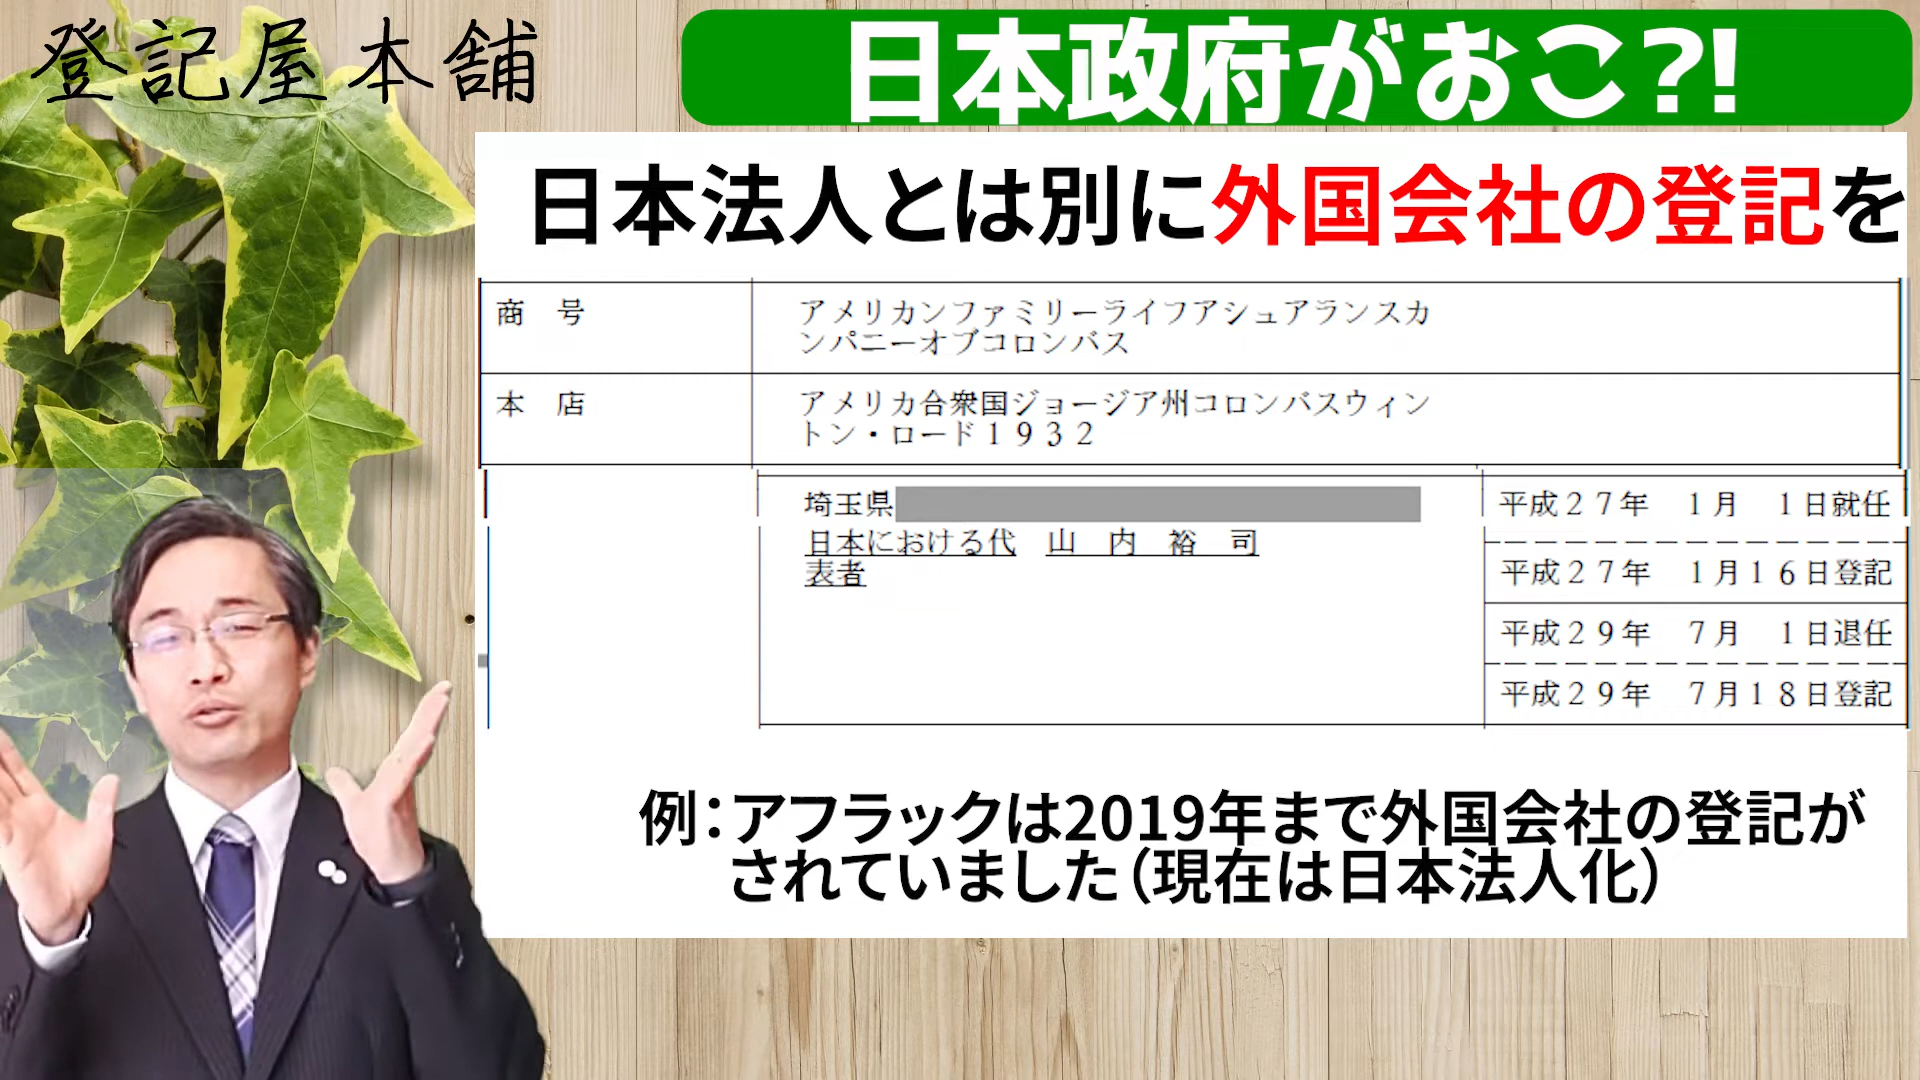 登記屋本舗
日本政府がおこ?!
日本法人とは別に外国会社の登記を
商　号
アメリカンファミリーライフアシュアランスカ
ンパニーオブコロンバス
本　店
アメリカ合衆国ジョージア州コロンバスウィン
トン・ロード１９３２
埼玉県
平成２７年　１月　１日就任
日本における代　山　内　裕　司
表者
平成２７年　１月１６日登記
平成２９年　７月　１日退任
平成２９年　７月１８日登記
例：アフラックは2019年まで外国会社の登記が
されていました（現在は日本法人化）